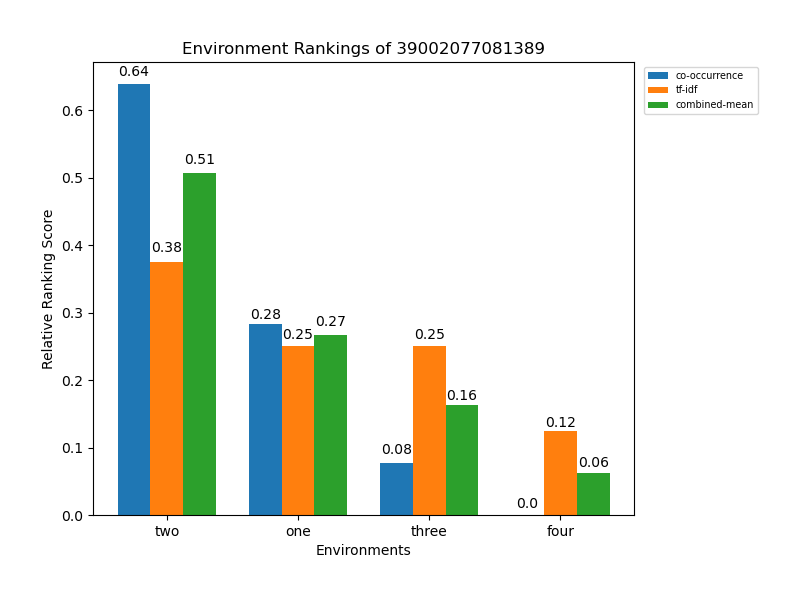 Environment Rankings of 39002077081389
co-occurrence
tf-idf
combined-mean
Relative Ranking Score
0.6
0.5
0.4
0.3
0.2
0.1
0.0
0.64
0.38
0.51
0.28
0.25
0.27
0.08
0.25
0.16
0.0
0.12
0.06
two one three four
Environments